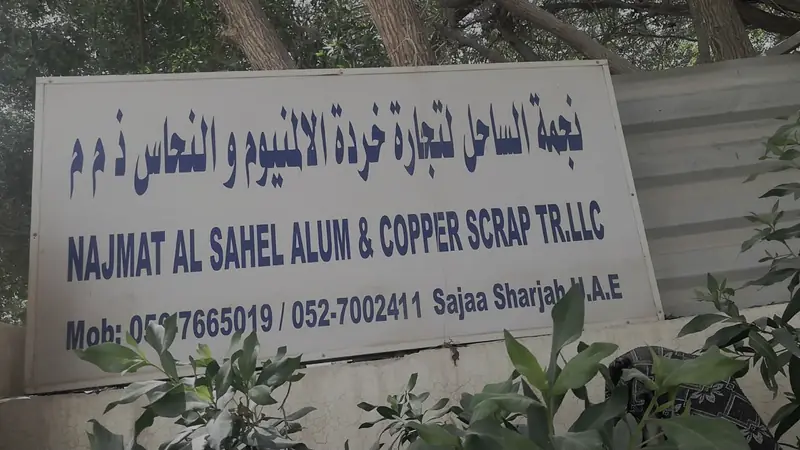 نجمة الساحل لتجارة خردة الالمنيوم و النحاس ذ م م
NAJMAT AL SAHEL ALUM & COPPER SCRAP TR.LLC
Mob: / 052-7002411 Sajaa Sharjah U.A.E